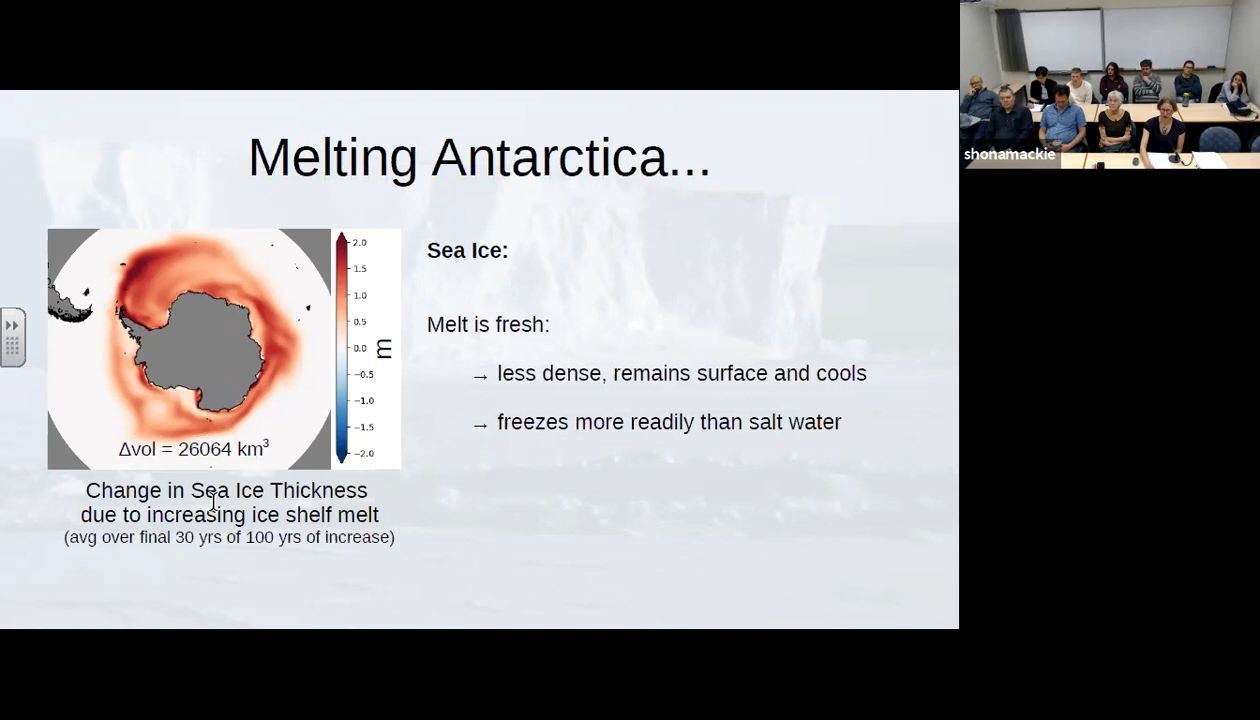 Melting Antarctica...
shonamackie
2.0
1.5
1.0
0.5
0.0
−0.5
−1.0
−1.5
−2.0
m
Δvol = 26064 km³
Change in Sea Ice Thickness
due to increasing ice shelf melt
(avg over final 30 yrs of 100 yrs of increase)
Sea Ice:
Melt is fresh:
→ less dense, remains surface and cools
→ freezes more readily than salt water